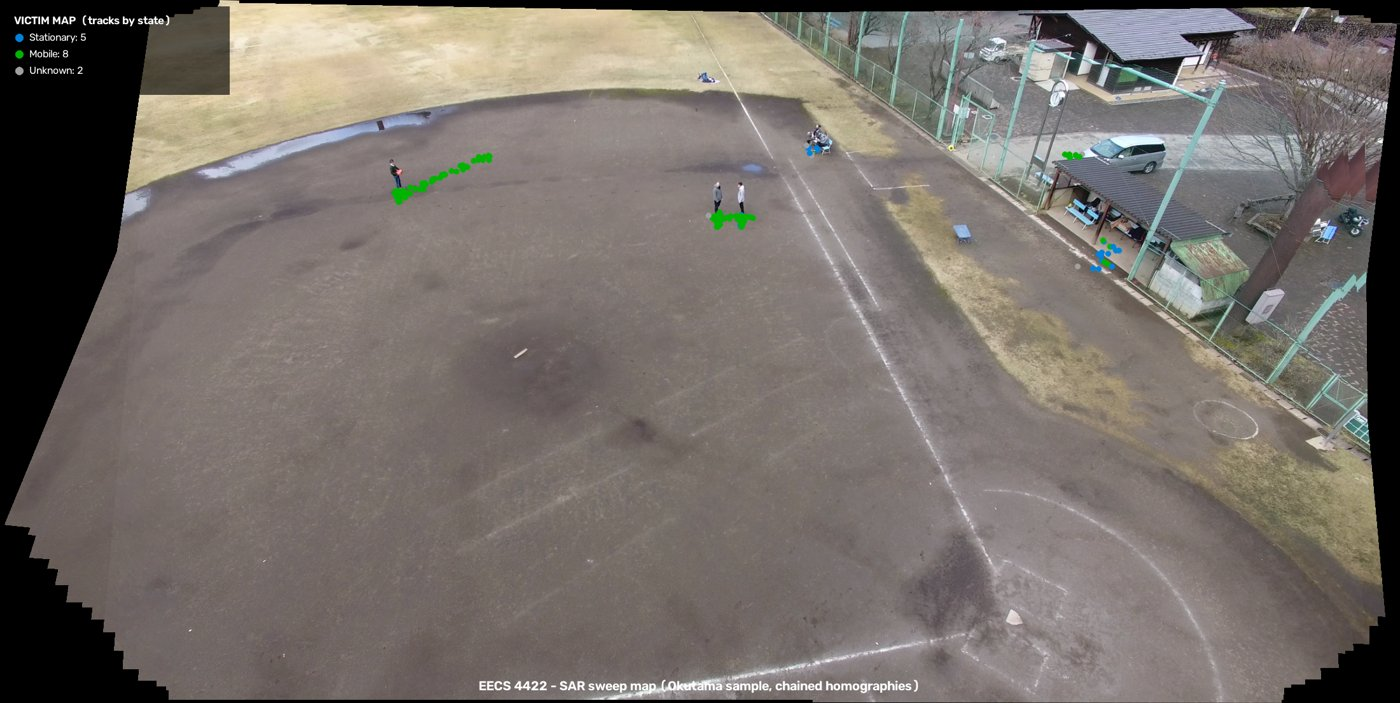 VICTIM MAP (tracks by state)
Stationary: 5
Mobile: 8
Unknown: 2
EECS 4422 - SAR sweep map (Okutama sample, chained homographies)